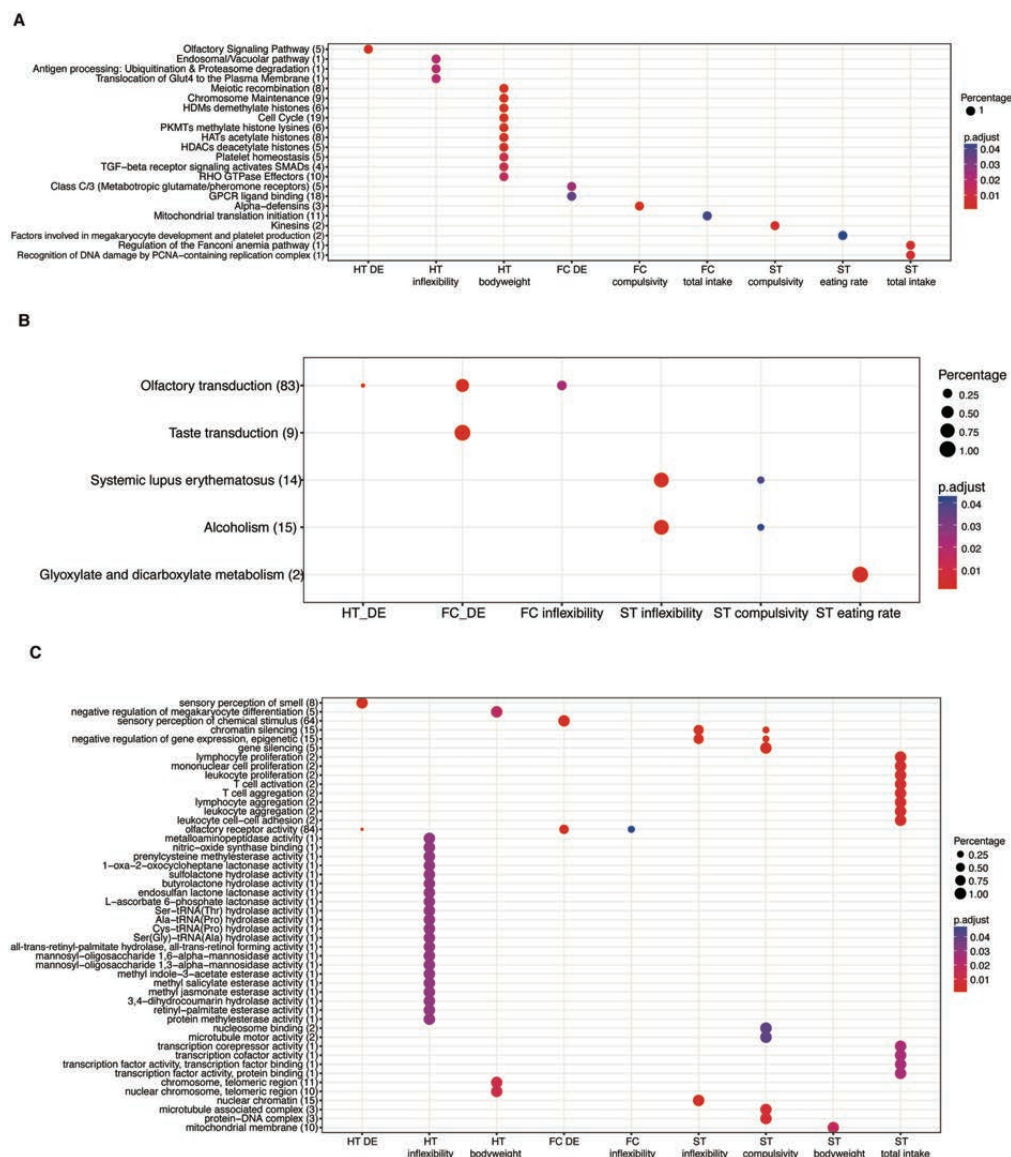 A
Olfactory Signaling Pathway (5)
Endosomal/Vacuolar pathway (1)
Antigen processing: Ubiquitination & Proteasome degradation (1)
Translocation of Glut4 to the Plasma Membrane (1)
Meiotic recombination (8)
Chromosome Maintenance (9)
HDMs demethylate histones (6)
Cell Cycle (19)
PKMTs methylate histone lysines (6)
HATs acetylate histones (8)
HDACs deacetylate histones (5)
Platelet homeostasis (5)
TGF−beta receptor signaling activates SMADs (4)
RHO GTPase Effectors (10)
Class C/3 (Metabotropic glutamate/pheromone receptors) (5)
GPCR ligand binding (18)
Alpha−defensins (3)
Mitochondrial translation initiation (11)
Kinesins (2)
Factors involved in megakaryocyte development and platelet production (2)
Regulation of the Fanconi anemia pathway (1)
Recognition of DNA damage by PCNA−containing replication complex (1)
HT DE HT FC DE FC FC ST ST ST
inflexibility bodyweight compulsivity total intake compulsivity eating rate total intake
Percentage
1
p.adjust
0.04
0.03
0.02
0.01
B
Olfactory transduction (83)
Taste transduction (9)
Systemic lupus erythematosus (14)
Alcoholism (15)
Glyoxylate and dicarboxylate metabolism (2)
HT_DE FC_DE FC inflexibility ST inflexibility ST compulsivity ST eating rate
Percentage
0.25
0.50
0.75
1.00
p.adjust
0.04
0.03
0.02
0.01
C
sensory perception of smell (8)
negative regulation of megakaryocyte differentiation (5)
sensory perception of chemical stimulus (64)
chromatin silencing (15)
negative regulation of gene expression, epigenetic (15)
gene silencing (5)
lymphocyte proliferation (2)
mononuclear cell proliferation (2)
leukocyte proliferation (2)
T cell activation (2)
T cell aggregation (2)
lymphocyte aggregation (2)
leukocyte aggregation (2)
leukocyte cell−cell adhesion (2)
olfactory receptor activity (84)
metalloaminopeptidase activity (1)
nitric−oxide synthase binding (1)
prenylcysteine methylesterase activity (1)
1−oxa−2−oxocycloheptane lactonase activity (1)
sulfolactone hydrolase activity (1)
butyrolactone hydrolase activity (1)
endosulfan lactone lactonase activity (1)
L−ascorbate 6−phosphate lactonase activity (1)
Ser−tRNA(Thr) hydrolase activity (1)
Ala−tRNA(Pro) hydrolase activity (1)
Cys−tRNA(Pro) hydrolase activity (1)
Ser(Gly)−tRNA(Ala) hydrolase activity (1)
all−trans−retinyl−palmitate hydrolase, all−trans−retinol forming activity (1)
mannosyl−oligosaccharide 1,6−alpha−mannosidase activity (1)
mannosyl−oligosaccharide 1,3−alpha−mannosidase activity (1)
methyl indole−3−acetate esterase activity (1)
methyl salicylate esterase activity (1)
methyl jasmonate esterase activity (1)
3,4−dihydrocoumarin hydrolase activity (1)
retinyl−palmitate esterase activity (1)
protein methylesterase activity (1)
nucleosome binding (2)
microtubule motor activity (2)
transcription corepressor activity (1)
transcription cofactor activity (1)
transcription factor activity, transcription factor binding (1)
transcription factor activity, protein binding (1)
chromosome, telomeric region (11)
nuclear chromosome, telomeric region (10)
nuclear chromatin (15)
microtubule associated complex (3)
protein−DNA complex (3)
mitochondrial membrane (10)
HT DE HT HT FC DE FC ST ST ST ST
inflexibility bodyweight inflexibility inflexibility compulsivity bodyweight total intake
Percentage
0.25
0.50
0.75
1.00
p.adjust
0.04
0.03
0.02
0.01